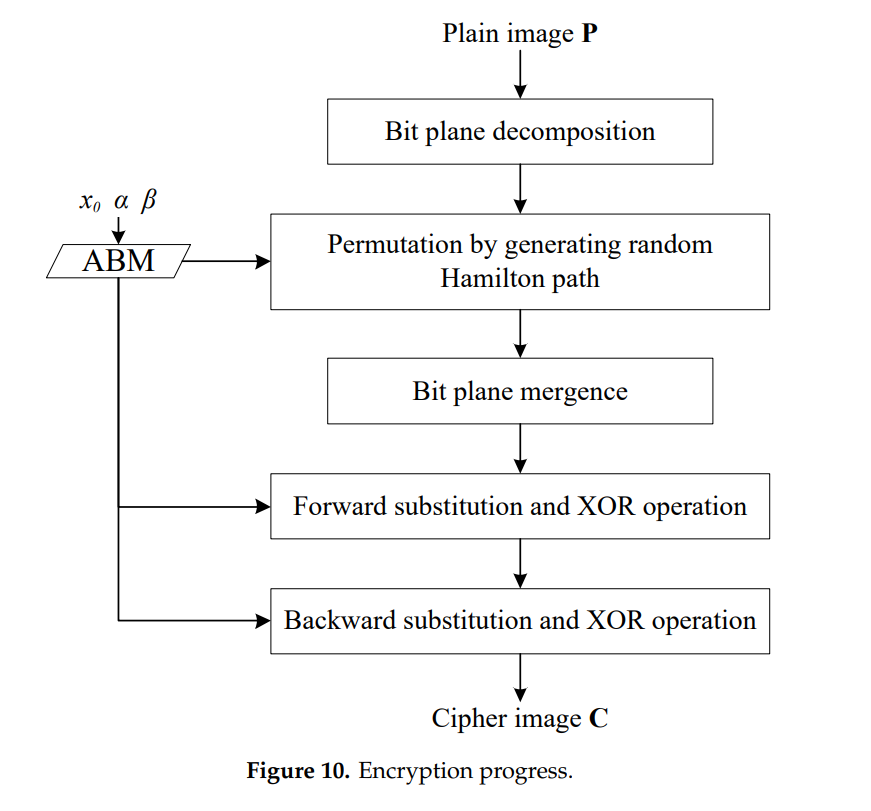 Plain image P
Bit plane decomposition
x₀ α β
ABM
Permutation by generating random
Hamilton path
Bit plane mergence
Forward substitution and XOR operation
Backward substitution and XOR operation
Cipher image C
Figure 10. Encryption progress.